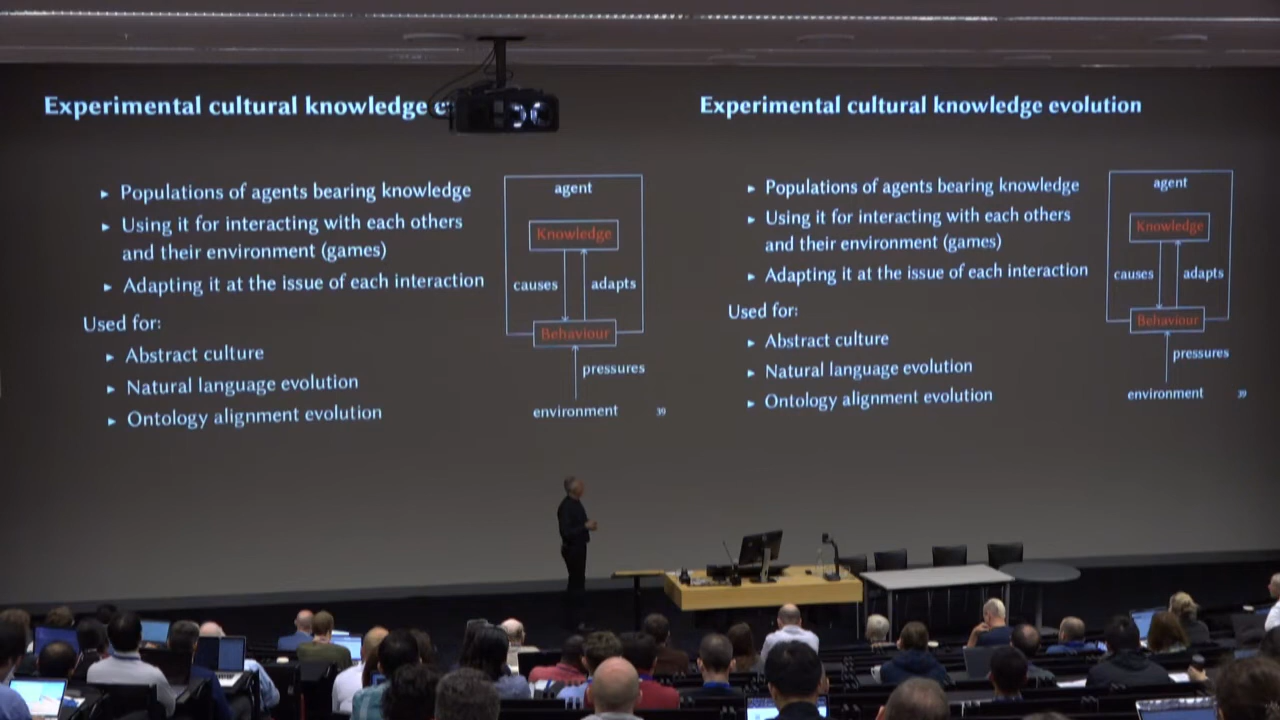 Experimental cultural knowledge
▸ Populations of agents bearing knowledge
▸ Using it for interacting with each others
and their environment (games)
▸ Adapting it at the issue of each interaction
Used for:
▸ Abstract culture
▸ Natural language evolution
▸ Ontology alignment evolution
agent
Knowledge
causes
adapts
Behaviour
pressures
environment
39
Experimental cultural knowledge evolution
▸ Populations of agents bearing knowledge
▸ Using it for interacting with each others
and their environment (games)
▸ Adapting it at the issue of each interaction
Used for:
▸ Abstract culture
▸ Natural language evolution
▸ Ontology alignment evolution
agent
Knowledge
causes
adapts
Behaviour
pressures
environment
39